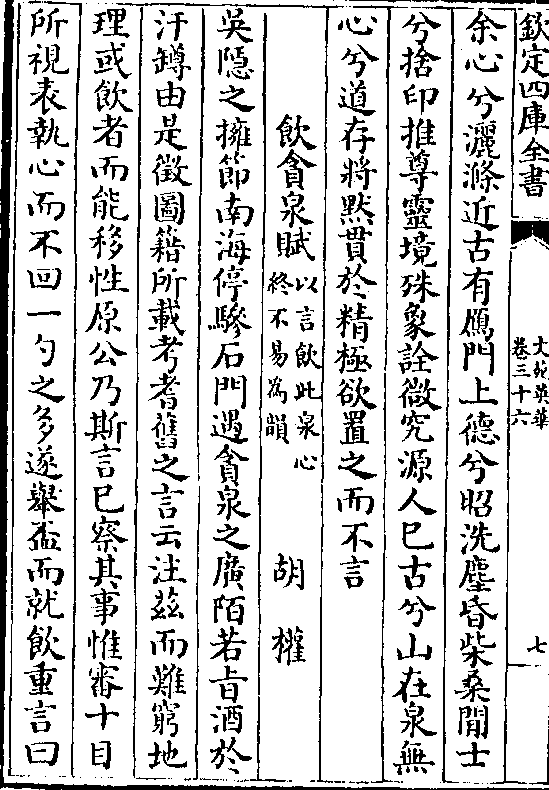 欽定四庫全書
文苑英華
卷三十六
七
余心兮灑滌近古有鴈門上德兮昭洗塵昏柴桑閒士
兮捨印推尊靈境殊象詮微究源人已古兮山在泉無
心兮道存將黙貫於精極欲置之而不言
飲貪泉賦
以言飲此泉心
終不易為韻
胡權
吳隱之擁節南海停驂石門遇貪泉之廣陌若旨酒於
汙罇由是徵圖籍所載考耆舊之言云注茲而難窮地
理或飲者而能移性原公乃斯言已察其事惟審十目
所視表執心而不回一勺之多遂舉盃而就飲重言曰